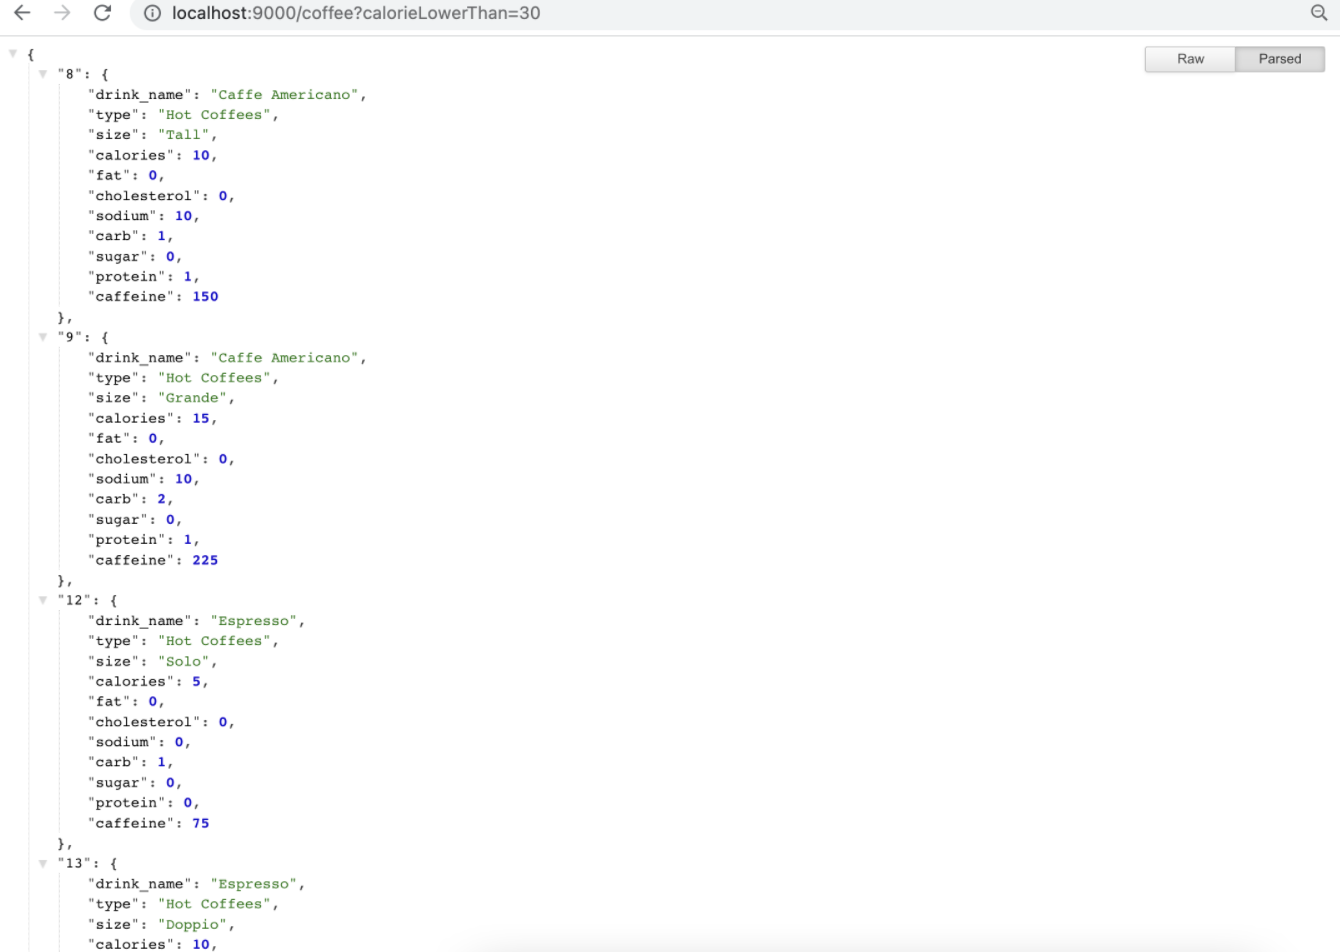 localhost:9000/coffee?calorieLowerThan=30
Raw Parsed
{
"8": {
"drink_name": "Caffe Americano",
"type": "Hot Coffees",
"size": "Tall",
"calories": 10,
"fat": 0,
"cholesterol": 0,
"sodium": 10,
"carb": 1,
"sugar": 0,
"protein": 1,
"caffeine": 150
},
"9": {
"drink_name": "Caffe Americano",
"type": "Hot Coffees",
"size": "Grande",
"calories": 15,
"fat": 0,
"cholesterol": 0,
"sodium": 10,
"carb": 2,
"sugar": 0,
"protein": 1,
"caffeine": 225
},
"12": {
"drink_name": "Espresso",
"type": "Hot Coffees",
"size": "Solo",
"calories": 5,
"fat": 0,
"cholesterol": 0,
"sodium": 0,
"carb": 1,
"sugar": 0,
"protein": 0,
"caffeine": 75
},
"13": {
"drink_name": "Espresso",
"type": "Hot Coffees",
"size": "Doppio",
"calories": 10,